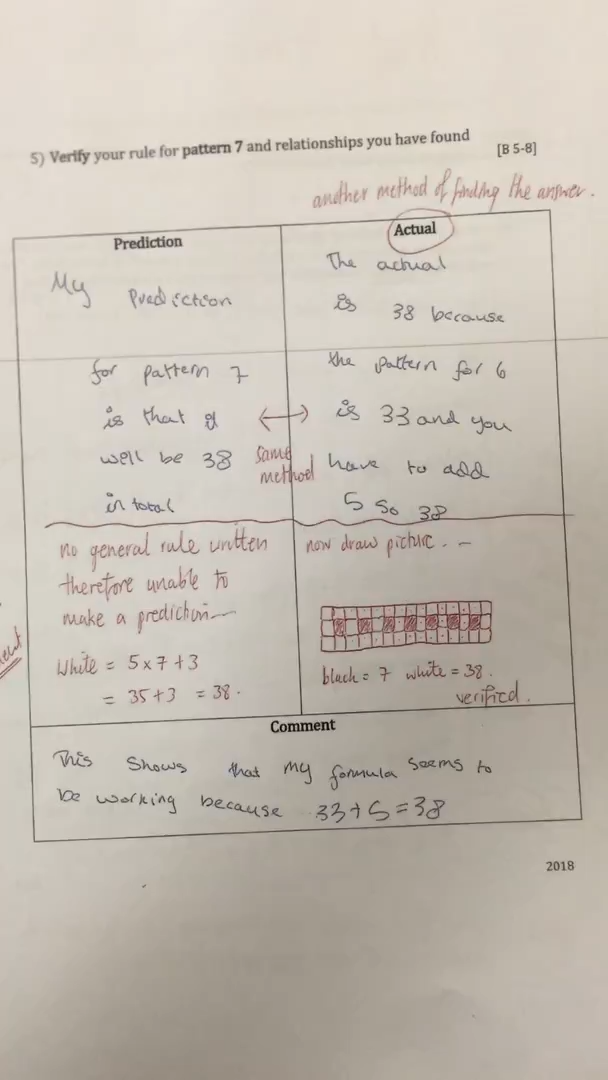 5) Verify your rule for pattern 7 and relationships you have found
[B 5-8]
another method of finding the answer.
Prediction
My prediction
for pattern 7
is that
well be 38
in total
same
method
Actual
The actual
is 38 because
the pattern for 6
is 33 and you
have to add
5 so 38
no general rule written
therefore unable to
make a prediction
White = 5 x 7 + 3
= 35 + 3 = 38.
now draw picture...
black = 7 white = 38.
verified.
Comment
This shows that my formula seems to
be working because 33 + 5 = 38
2018